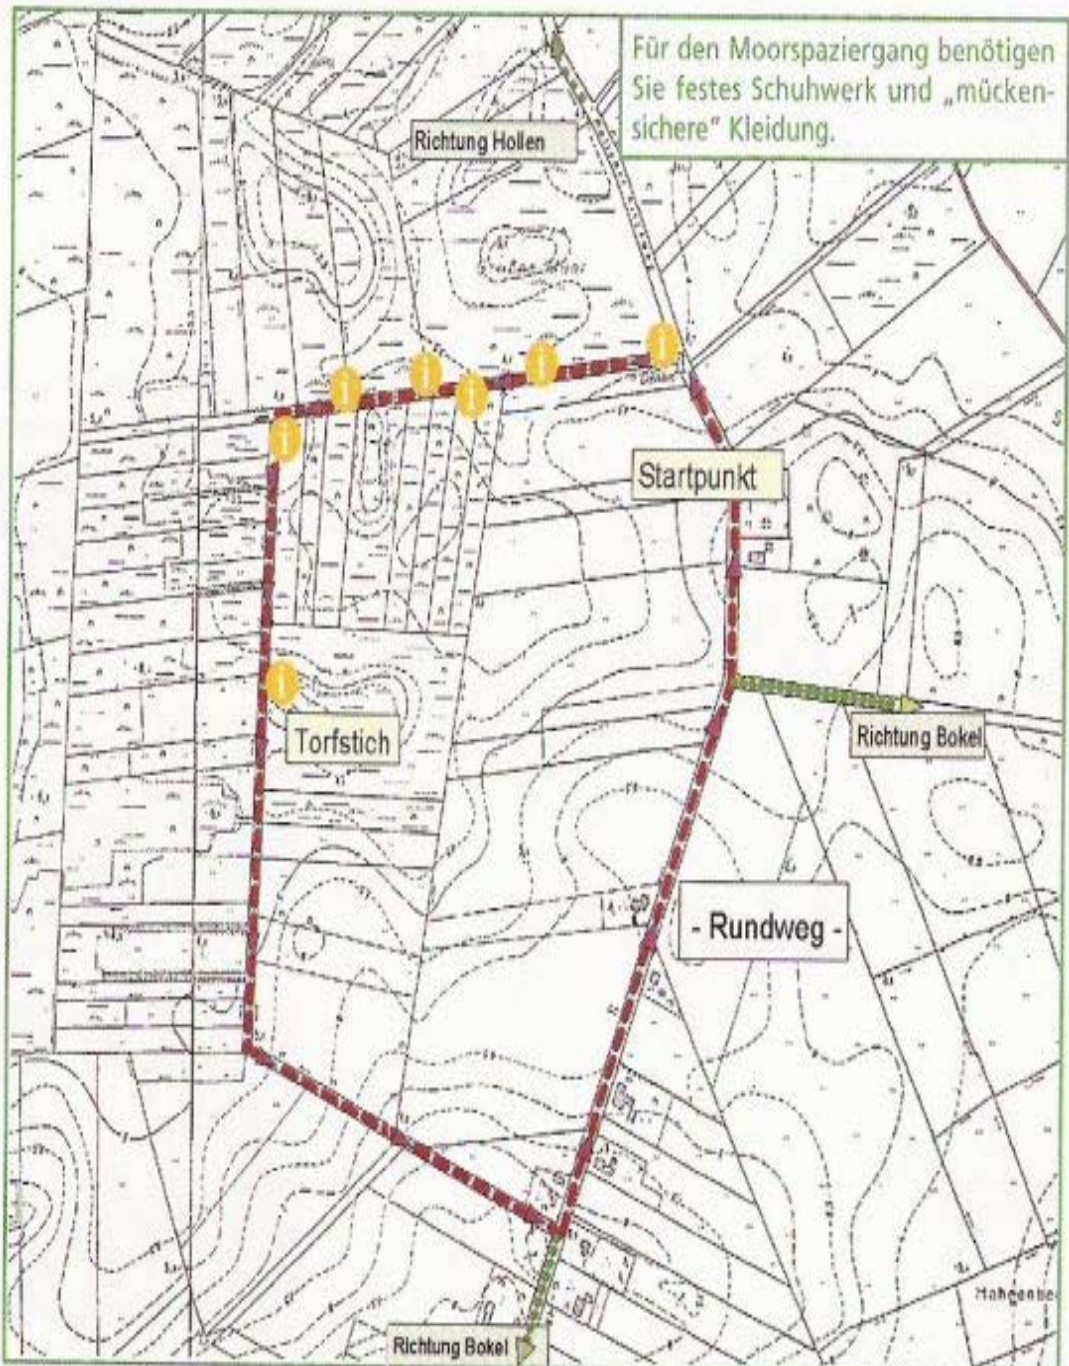 Für den Moorspaziergang benötigen
Sie festes Schuhwerk und „mücken-
sichere" Kleidung.
Richtung Hollen
i
i
i
i
i
i
Startpunkt
i
Torfstich
Richtung Bokel
- Rundweg -
Richtung Bokel